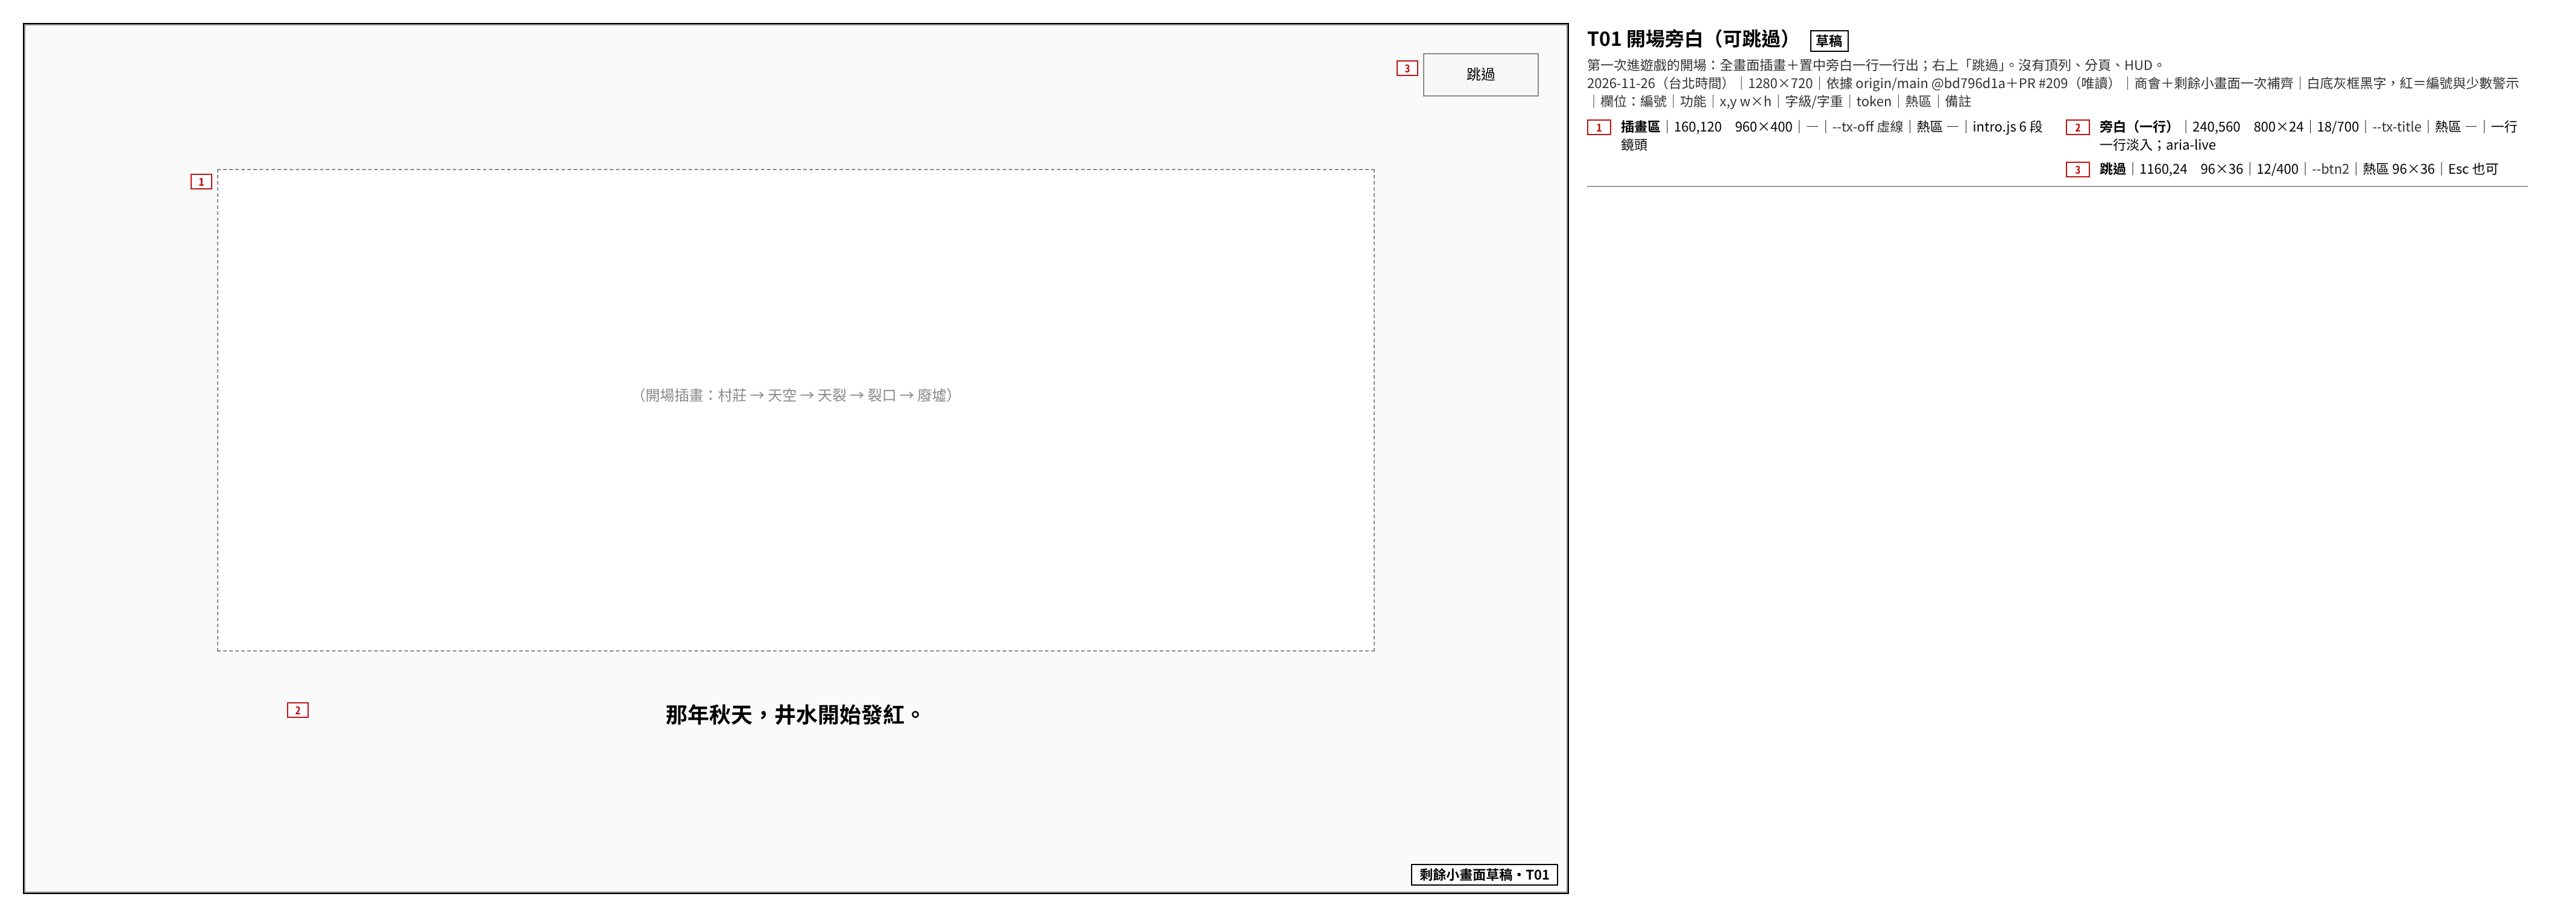 3
跳過
1
（開場插畫：村莊 → 天空 → 天裂 → 裂口 → 廢墟）
2
那年秋天，井水開始發紅。
剩餘小畫面草稿・T01
T01 開場旁白（可跳過） 草稿
第一次進遊戲的開場：全畫面插畫＋置中旁白一行一行出；右上「跳過」。沒有頂列、分頁、HUD。
2026-11-26（台北時間）｜1280×720｜依據 origin/main @bd796d1a＋PR #209（唯讀）｜商會＋剩餘小畫面一次補齊｜白底灰框黑字，紅＝編號與少數警示
｜欄位：編號｜功能｜x,y w×h｜字級/字重｜token｜熱區｜備註
1 插畫區｜160,120　960×400｜—｜--tx-off 虛線｜熱區 —｜intro.js 6 段
鏡頭
2 旁白（一行）｜240,560　800×24｜18/700｜--tx-title｜熱區 —｜一行
一行淡入；aria-live
3 跳過｜1160,24　96×36｜12/400｜--btn2｜熱區 96×36｜Esc 也可